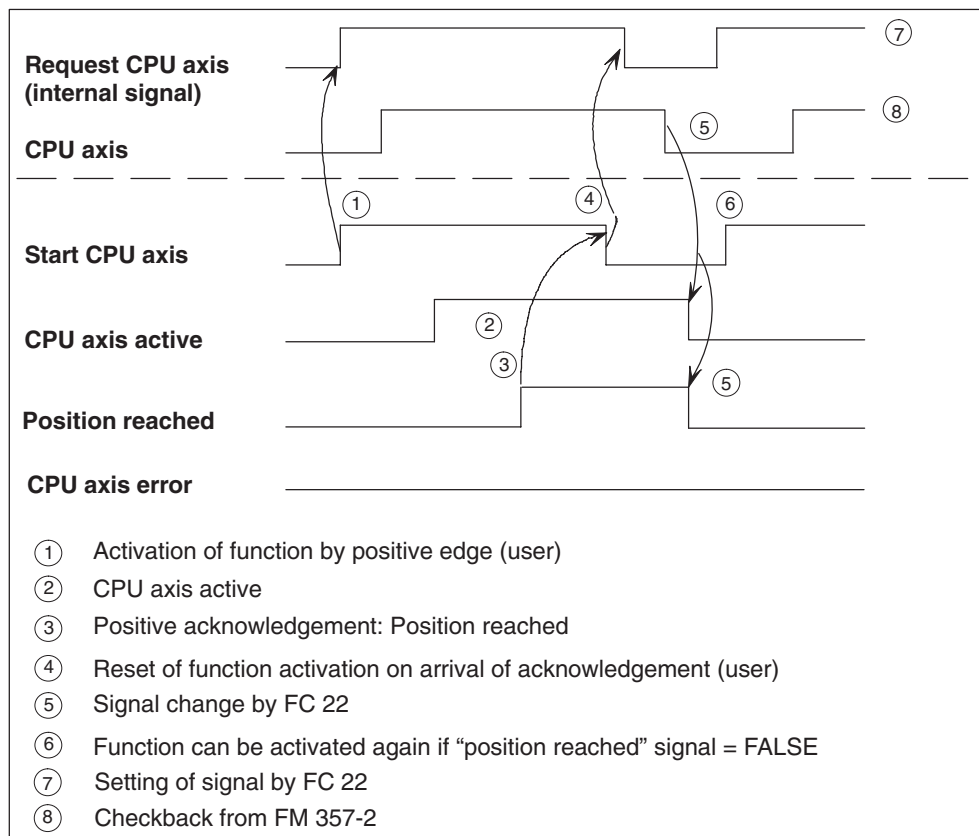 Request CPU axis
(internal signal)
7
CPU axis
5
8
1
4
6
Start CPU axis
CPU axis active
2
3
5
Position reached
CPU axis error
1 Activation of function by positive edge (user)
2 CPU axis active
3 Positive acknowledgement: Position reached
4 Reset of function activation on arrival of acknowledgement (user)
5 Signal change by FC 22
6 Function can be activated again if “position reached” signal = FALSE
7 Setting of signal by FC 22
8 Checkback from FM 357-2